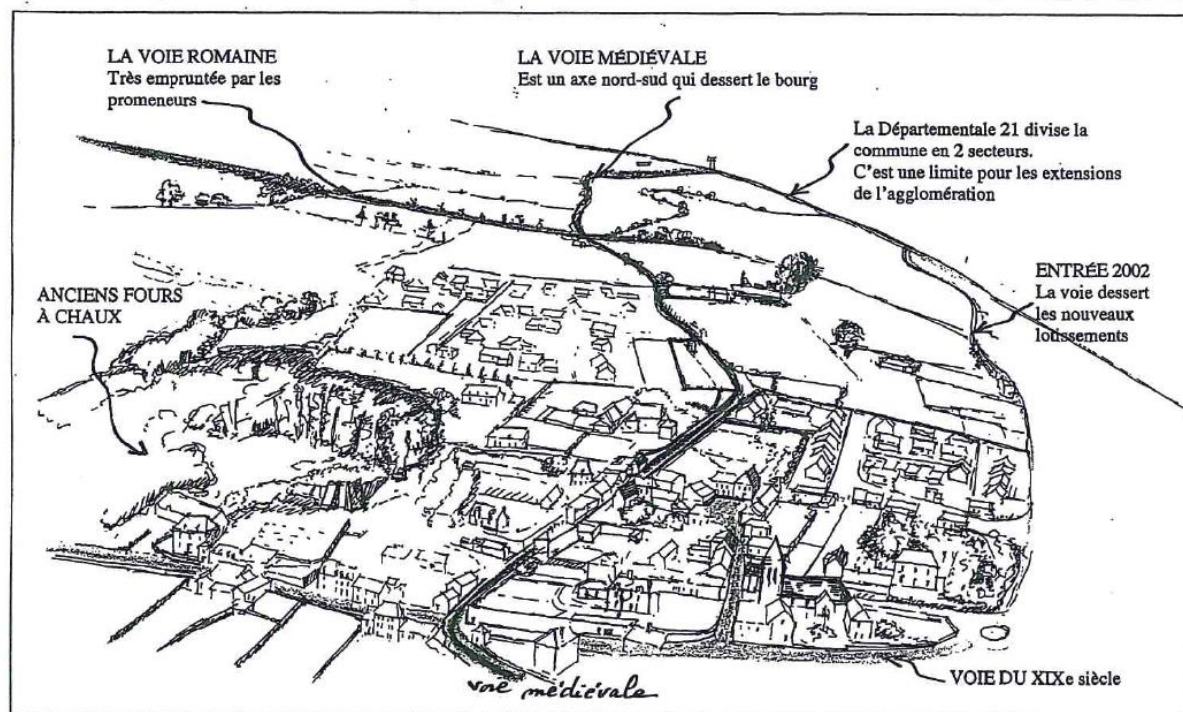 LA VOIE ROMAINE
Très empruntée par les
promeneurs
LA VOIE MÉDIÉVALE
Est un axe nord-sud qui dessert le bourg
La Départementale 21 divise la
commune en 2 secteurs.
C'est une limite pour les extensions
de l'agglomération
ENTRÉE 2002
La voie dessert
les nouveaux
lotissements
ANCIENS FOURS
À CHAUX
VOIE DU XIXe siècle
voie médiévale